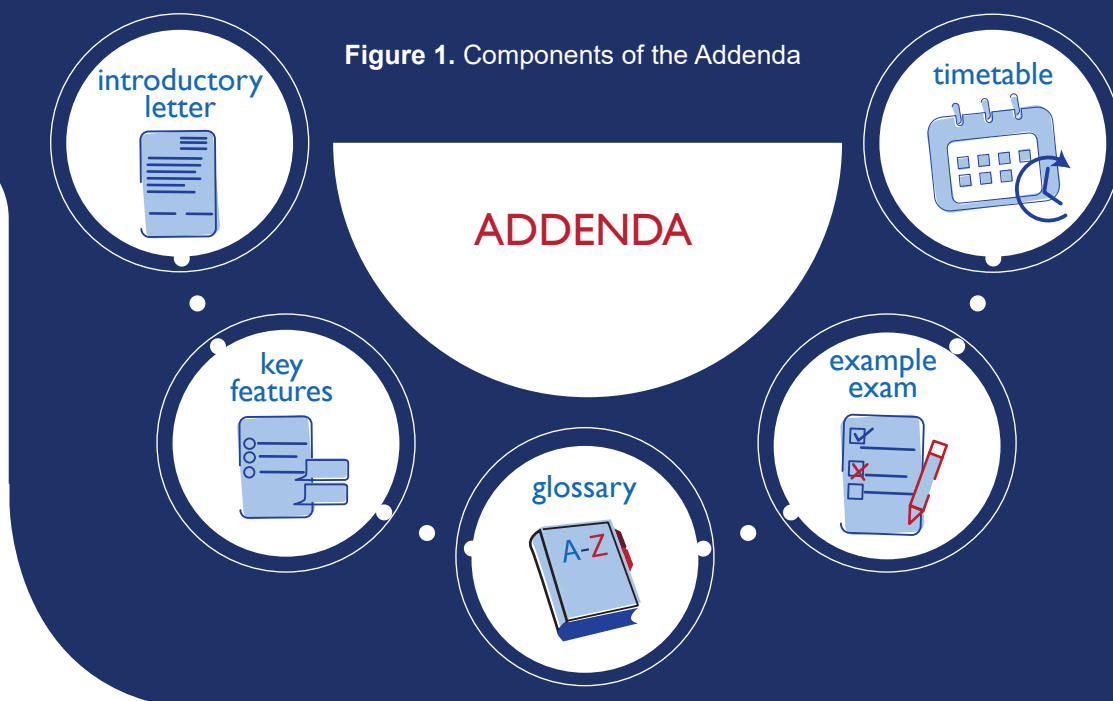 Figure 1. Components of the Addenda
introductory
letter
timetable
ADDENDA
key
features
example
exam
glossary
A-Z